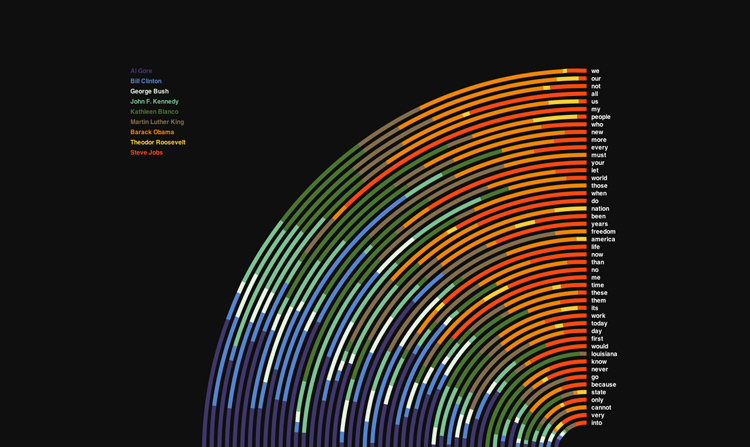 Al Gore
Bill Clinton
George Bush
John F. Kennedy
Kathleen Blanco
Martin Luther King
Barack Obama
Theodor Roosevelt
Steve Jobs
we
our
not
all
us
my
people
who
new
more
every
must
your
let
world
those
when
do
nation
been
years
freedom
america
life
now
than
no
me
time
these
them
its
work
today
day
first
would
louisiana
know
never
go
because
state
only
cannot
very
into